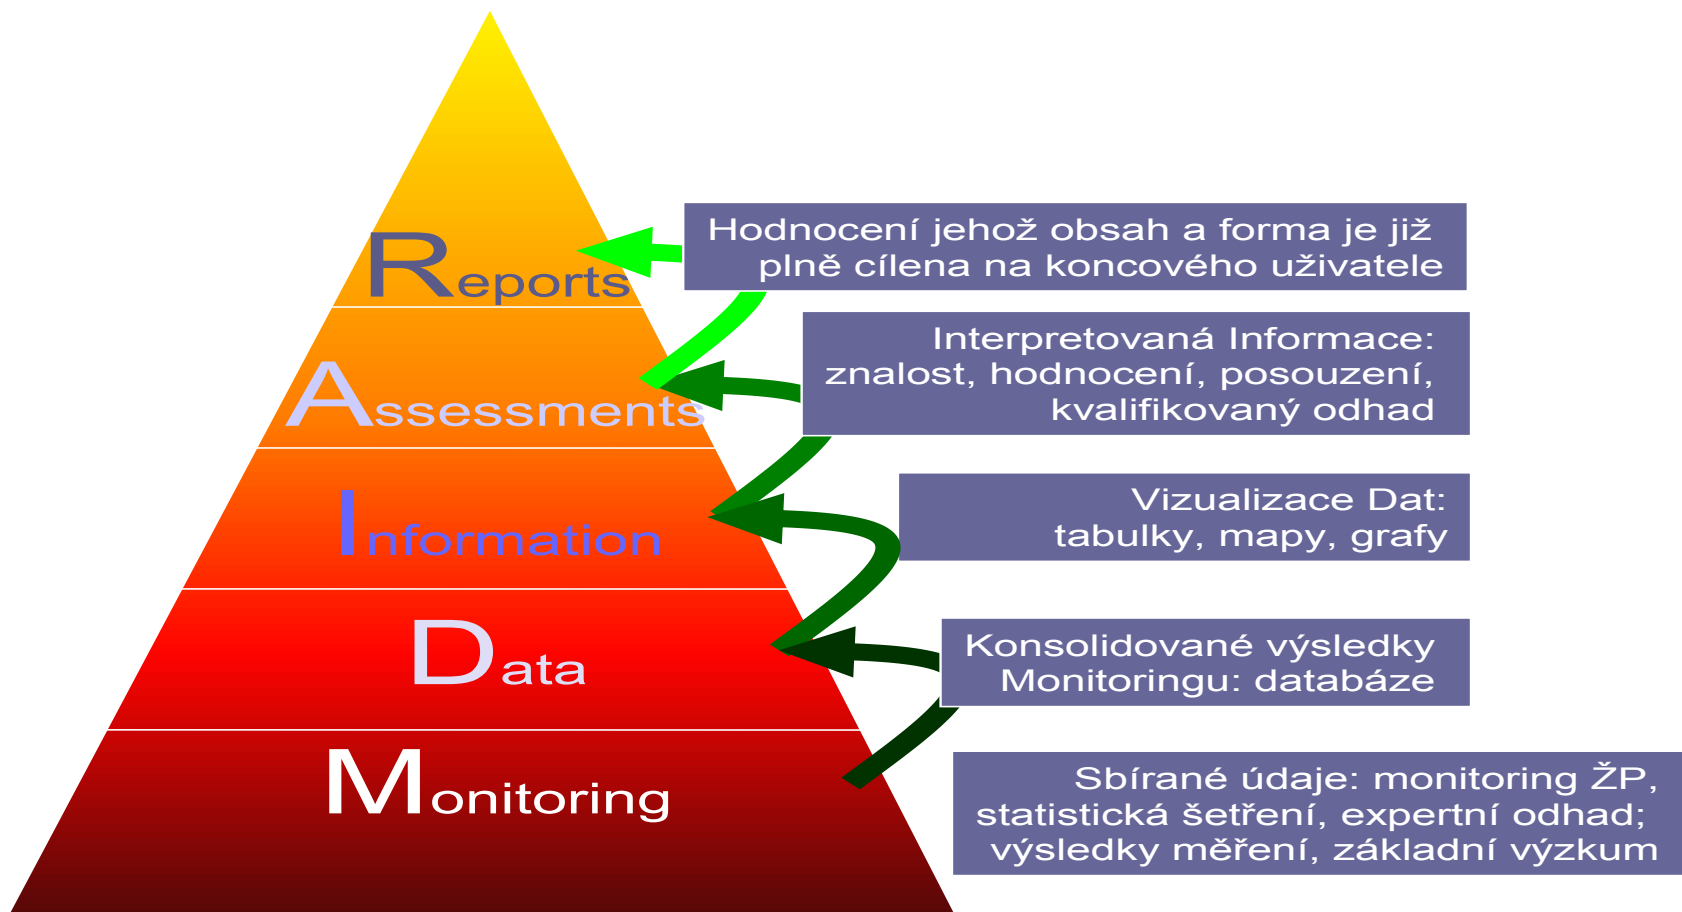 Reports
Hodnocení jehož obsah a forma je již
plně cílena na koncového uživatele
Assessments
Interpretovaná Informace:
znalost, hodnocení, posouzení,
kvalifikovaný odhad
Information
Vizualizace Dat:
tabulky, mapy, grafy
Data
Konsolidované výsledky
Monitoringu: databáze
Monitoring
Sbírané údaje: monitoring ŽP,
statistická šetření, expertní odhad;
výsledky měření, základní výzkum